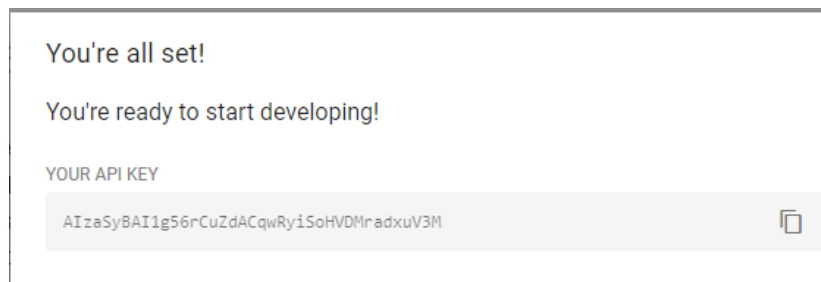 You're all set!
You're ready to start developing!
YOUR API KEY
AIzaSyBAI1g56rCuZdACqwRyiSoHVDMradxuV3M